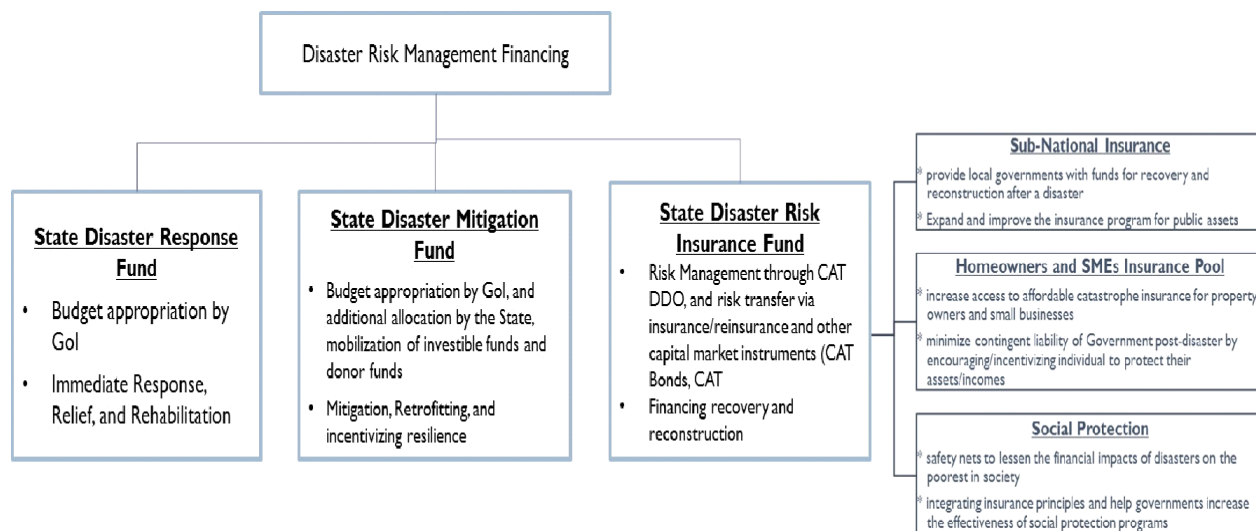 Disaster Risk Management Financing
State Disaster Response
Fund
• Budget appropriation by
GoI
• Immediate Response,
Relief, and Rehabilitation
State Disaster Mitigation
Fund
• Budget appropriation by GoI, and
additional allocation by the State,
mobilization of investible funds and
donor funds
• Mitigation, Retrofitting, and
incentivizing resilience
State Disaster Risk
Insurance Fund
• Risk Management through CAT
DDO, and risk transfer via
insurance/reinsurance and other
capital market instruments (CAT
Bonds, CAT
• Financing recovery and
reconstruction
Sub-National Insurance
* provide local governments with funds for recovery and
reconstruction after a disaster
* Expand and improve the insurance program for public assets
Homeowners and SMEs Insurance Pool
* increase access to affordable catastrophe insurance for property
owners and small businesses
* minimize contingent liability of Government post-disaster by
encouraging/incentivizing individual to protect their
assets/incomes
Social Protection
* safety nets to lessen the financial impacts of disasters on the
poorest in society
* integrating insurance principles and help governments increase
the effectiveness of social protection programs